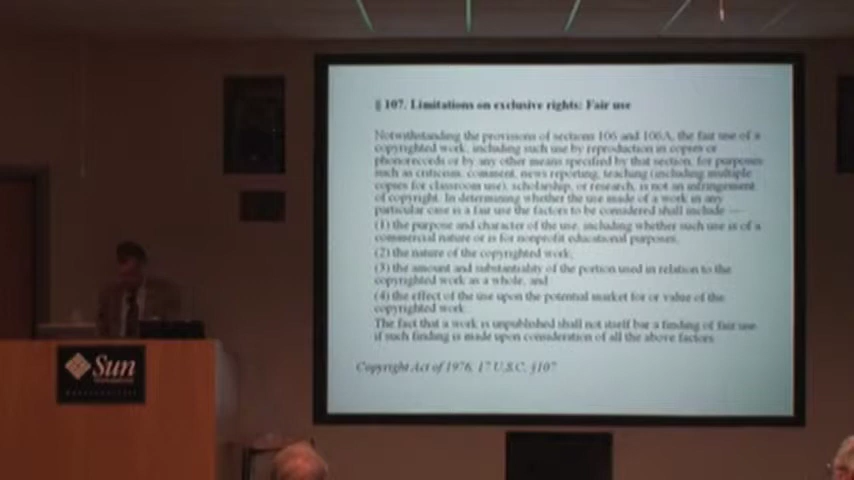 § 107. Limitations on exclusive rights: Fair use
Notwithstanding the provisions of sections 106 and 106A, the fair use of a
copyrighted work, including such use by reproduction in copies or
phonorecords or by any other means specified by that section, for purposes
such as criticism, comment, news reporting, teaching (including multiple
copies for classroom use), scholarship, or research, is not an infringement
of copyright. In determining whether the use made of a work in any
particular case is a fair use the factors to be considered shall include —
(1) the purpose and character of the use, including whether such use is of a
commercial nature or is for nonprofit educational purposes;
(2) the nature of the copyrighted work;
(3) the amount and substantiality of the portion used in relation to the
copyrighted work as a whole; and
(4) the effect of the use upon the potential market for or value of the
copyrighted work.
The fact that a work is unpublished shall not itself bar a finding of fair use
if such finding is made upon consideration of all the above factors.
Copyright Act of 1976, 17 U.S.C. §107
Sun